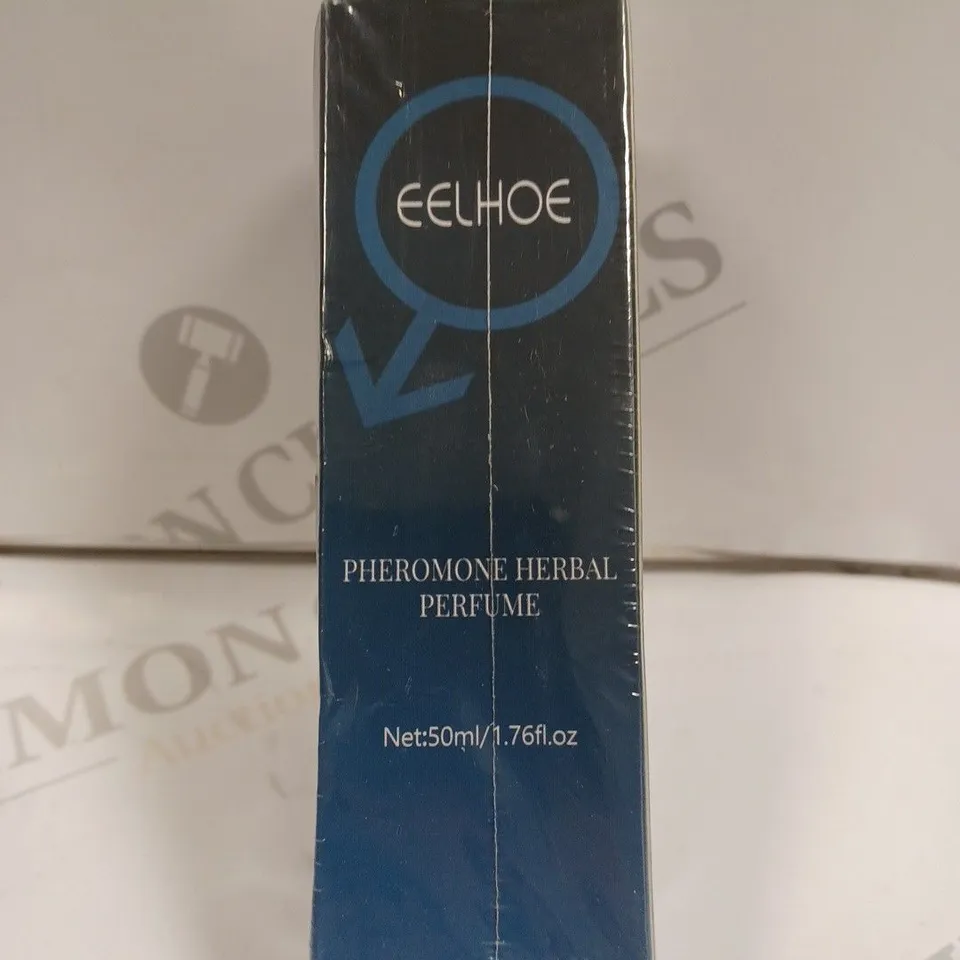 EELHOE
PHEROMONE HERBAL
PERFUME
Net:50ml/1.76fl.oz